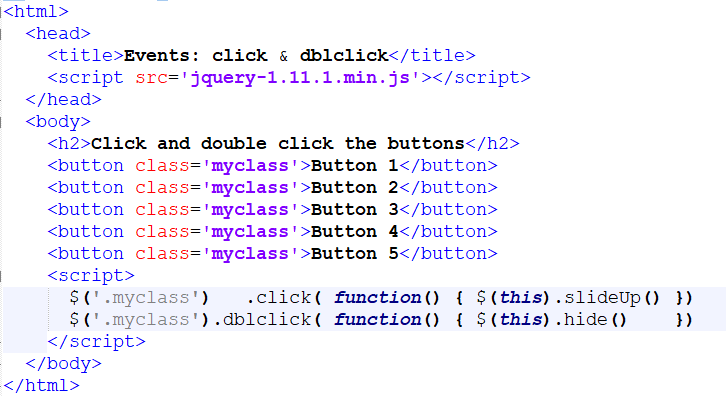 <html>
<head>
<title>Events: click & dblclick</title>
<script src='jquery-1.11.1.min.js'></script>
</head>
<body>
<h2>Click and double click the buttons</h2>
<button class='myclass'>Button 1</button>
<button class='myclass'>Button 2</button>
<button class='myclass'>Button 3</button>
<button class='myclass'>Button 4</button>
<button class='myclass'>Button 5</button>
<script>
$('.myclass')   .click( function() { $(this).slideUp() })
$('.myclass').dblclick( function() { $(this).hide()    })
</script>
</body>
</html>